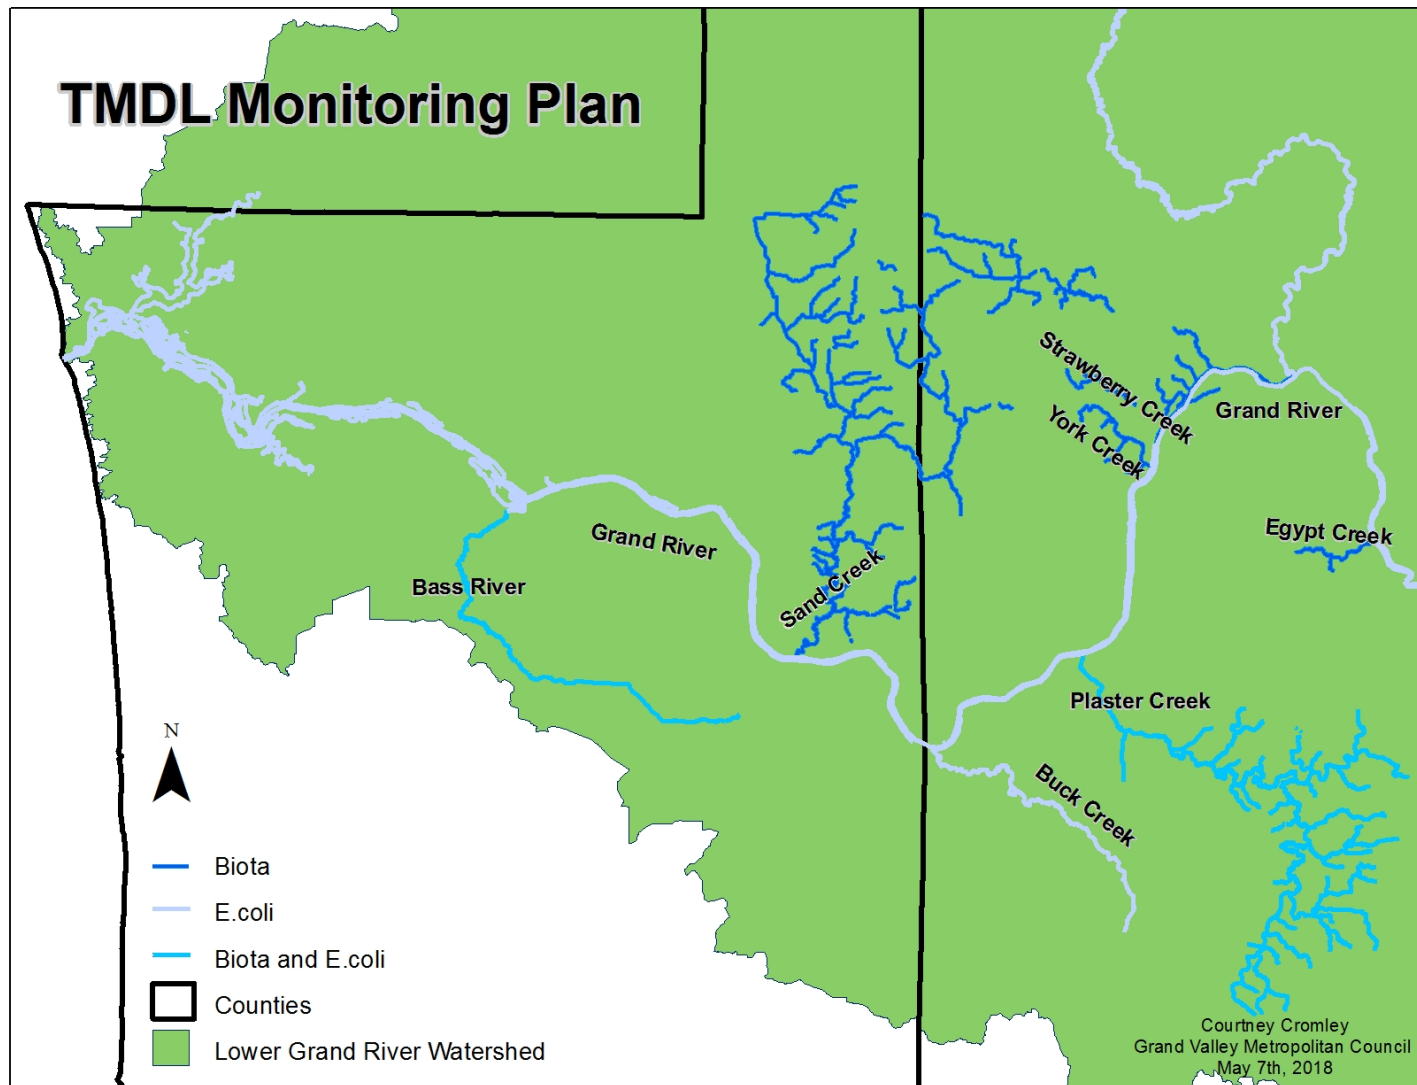 TMDL Monitoring Plan
Strawberry Creek
Grand River
York Creek
Egypt Creek
Grand River
Sand Creek
Bass River
Plaster Creek
Buck Creek
N
Biota
E.coli
Biota and E.coli
Counties
Lower Grand River Watershed
Courtney Cromley
Grand Valley Metropolitan Council
May 7th, 2018